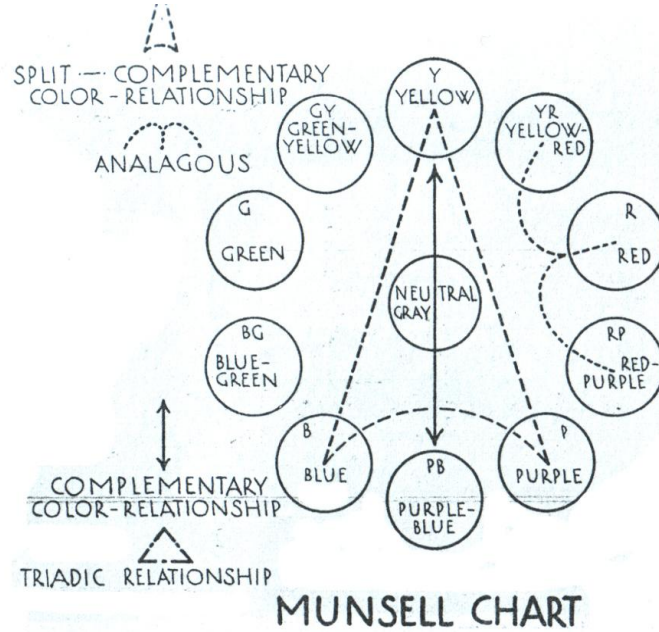 SPLIT - COMPLEMENTARY
COLOR-RELATIONSHIP
ANALAGOUS
Y
YELLOW
GY
GREEN-
YELLOW
YR
YELLOW-
RED
G
GREEN
R
RED
NEUTRAL
GRAY
BG
BLUE-
GREEN
RP
RED-
PURPLE
B
BLUE
PB
PURPLE-
BLUE
P
PURPLE
COMPLEMENTARY
COLOR-RELATIONSHIP
TRIADIC RELATIONSHIP
MUNSELL CHART